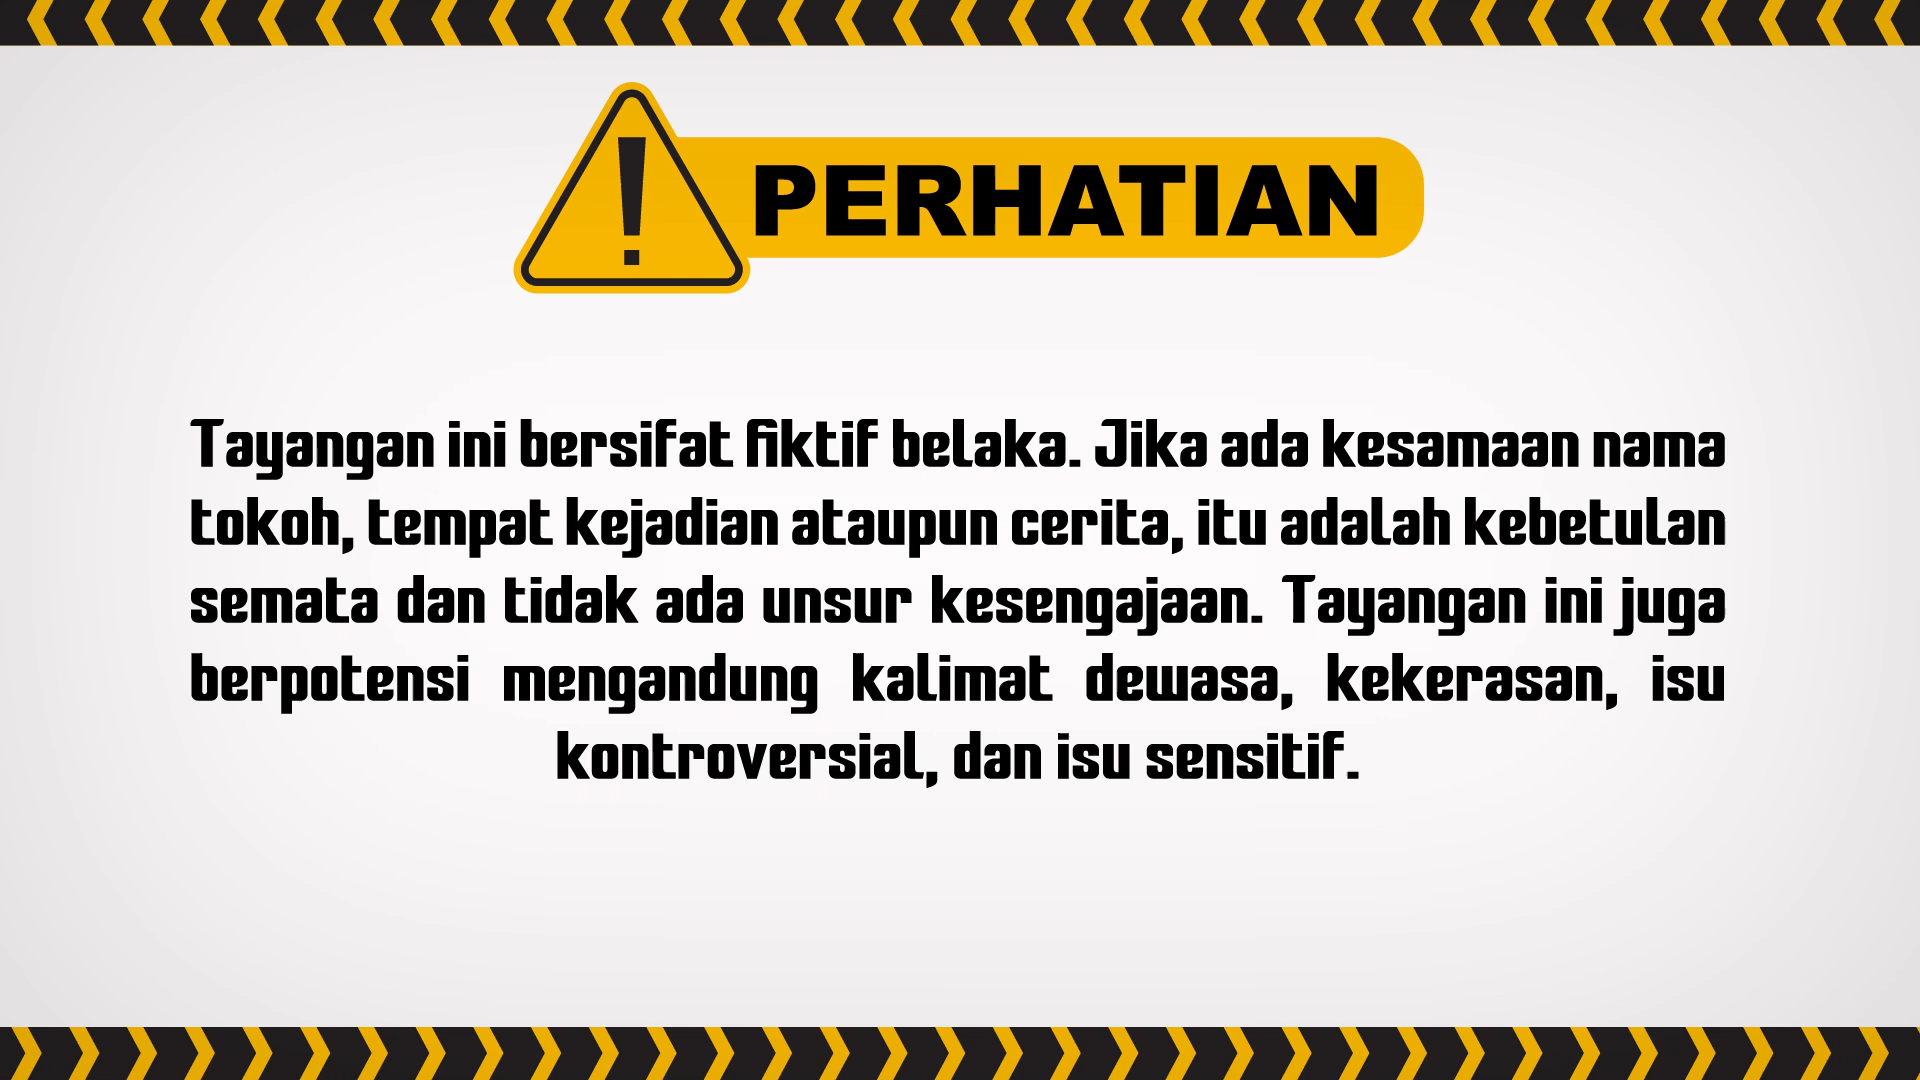 PERHATIAN
Tayangan ini bersifat fiktif belaka. Jika ada kesamaan nama
tokoh, tempat kejadian ataupun cerita, itu adalah kebetulan
semata dan tidak ada unsur kesengajaan. Tayangan ini juga
berpotensi mengandung kalimat dewasa, kekerasan, isu
kontroversial, dan isu sensitif.